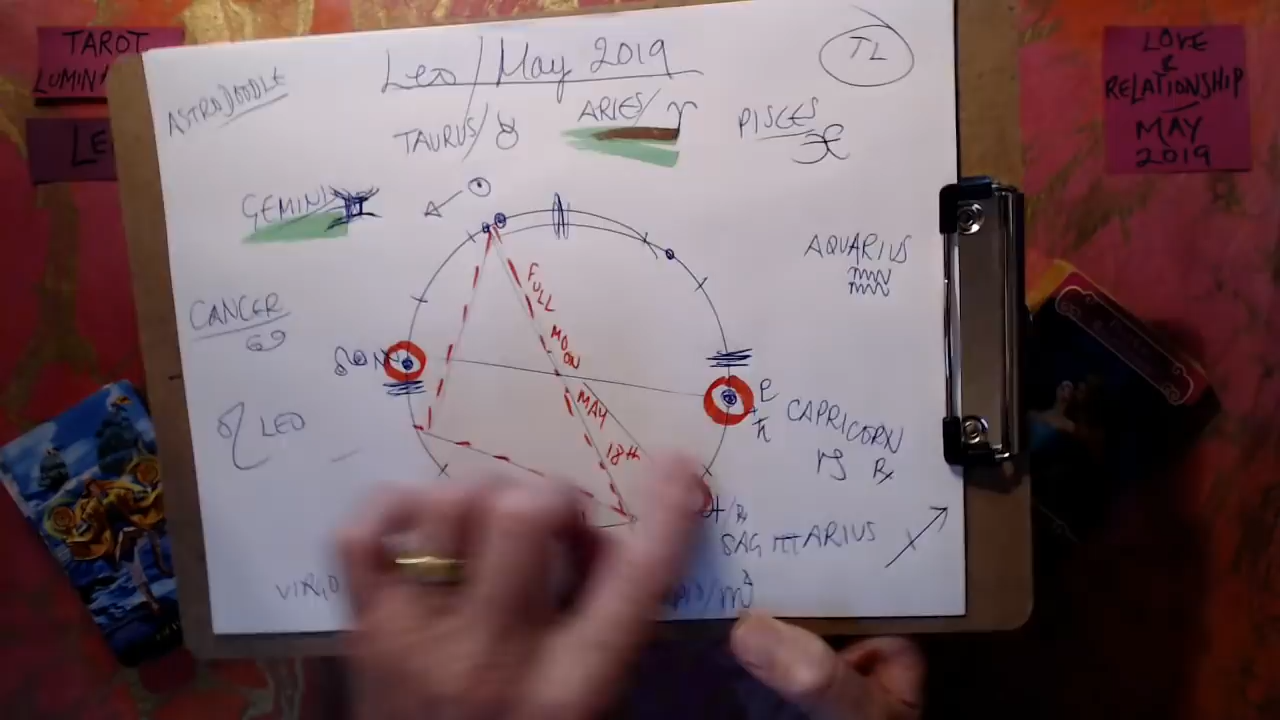 TAROT
LUMINA
LE
ASTRODOODLE
Leo/May 2019
TL
TAURUS/♉
ARIES/♈
PISCES
♓
LOVE
&
RELATIONSHIP
MAY
2019
GEMINI ♊
AQUARIUS
♒
CANCER
♋
FULL
MOON
MAY
18th
♌ LEO
CAPRICORN
♑ ℞
SAGITTARIUS
VIRGO